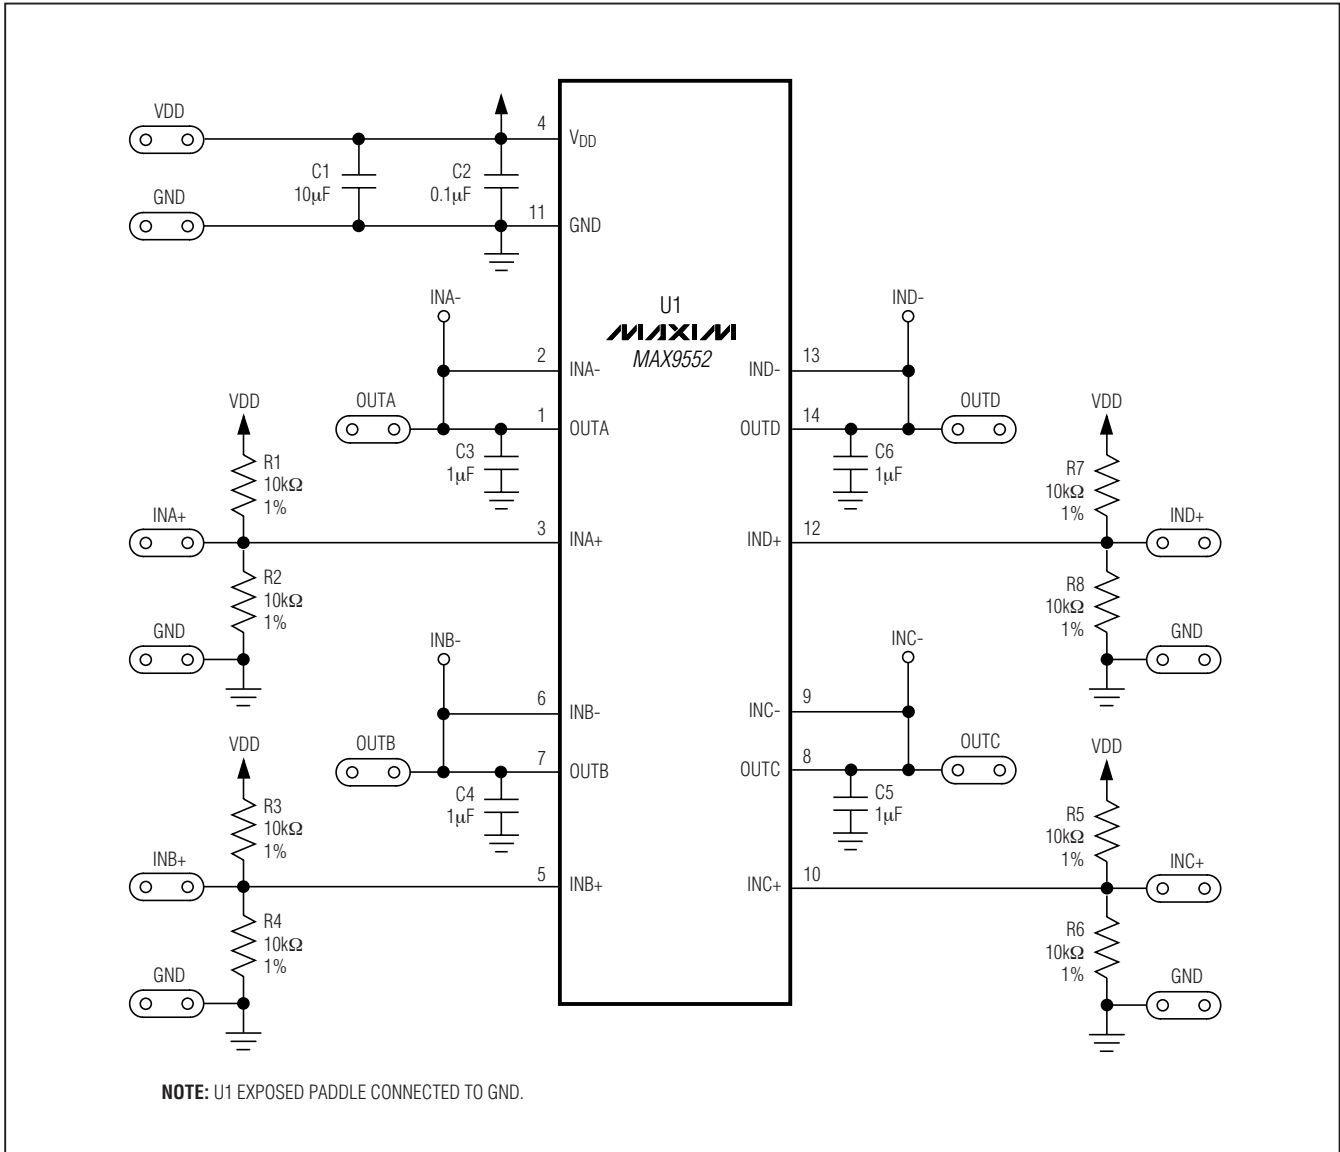 VDD
4
VDD
C1
10µF
C2
0.1µF
GND
11
GND
U1
MAXIM
MAX9552
INA-
2
INA-
OUTA
1
OUTA
C3
1µF
VDD
R1
10kΩ
1%
INA+
3
INA+
R2
10kΩ
1%
GND
INB-
6
INB-
OUTB
7
OUTB
C4
1µF
VDD
R3
10kΩ
1%
INB+
5
INB+
R4
10kΩ
1%
GND
IND-
IND-
13
OUTD
14
OUTD
C6
1µF
VDD
R7
10kΩ
1%
IND+
12
IND+
R8
10kΩ
1%
GND
INC-
INC-
9
OUTC
8
OUTC
C5
1µF
VDD
R5
10kΩ
1%
INC+
10
INC+
R6
10kΩ
1%
GND
NOTE: U1 EXPOSED PADDLE CONNECTED TO GND.